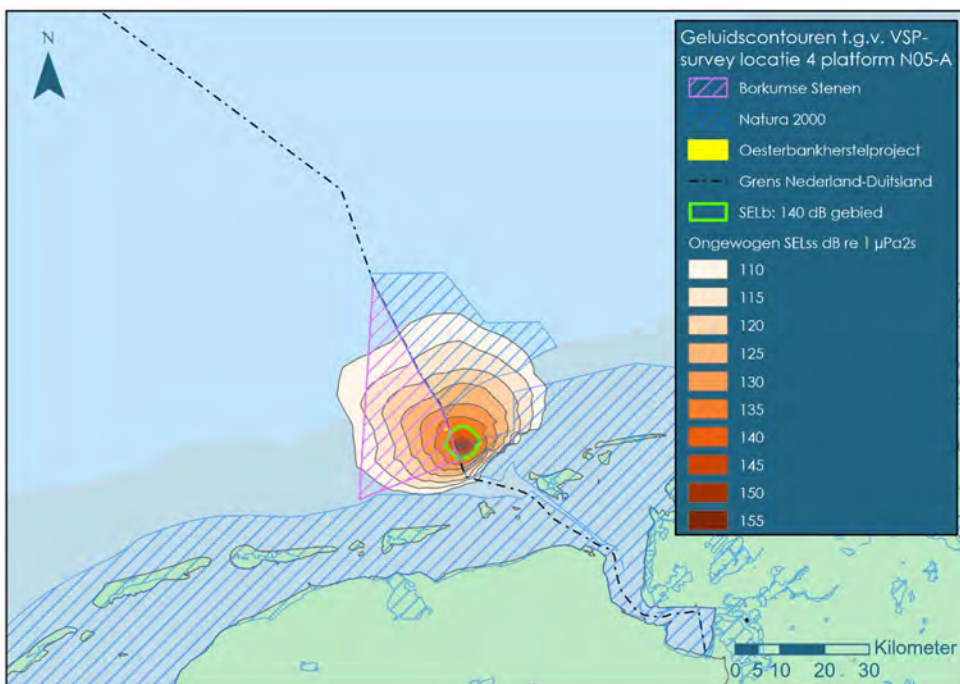 N
Geluidscontouren t.g.v. VSP-
survey locatie 4 platform N05-A
Borkumse Stenen
Natura 2000
Oesterbankherstelproject
Grens Nederland-Duitsland
SELb: 140 dB gebied
Ongewogen SELss dB re 1 µPa2s
110
115
120
125
130
135
140
145
150
155
Kilometer
0 5 10 20 30